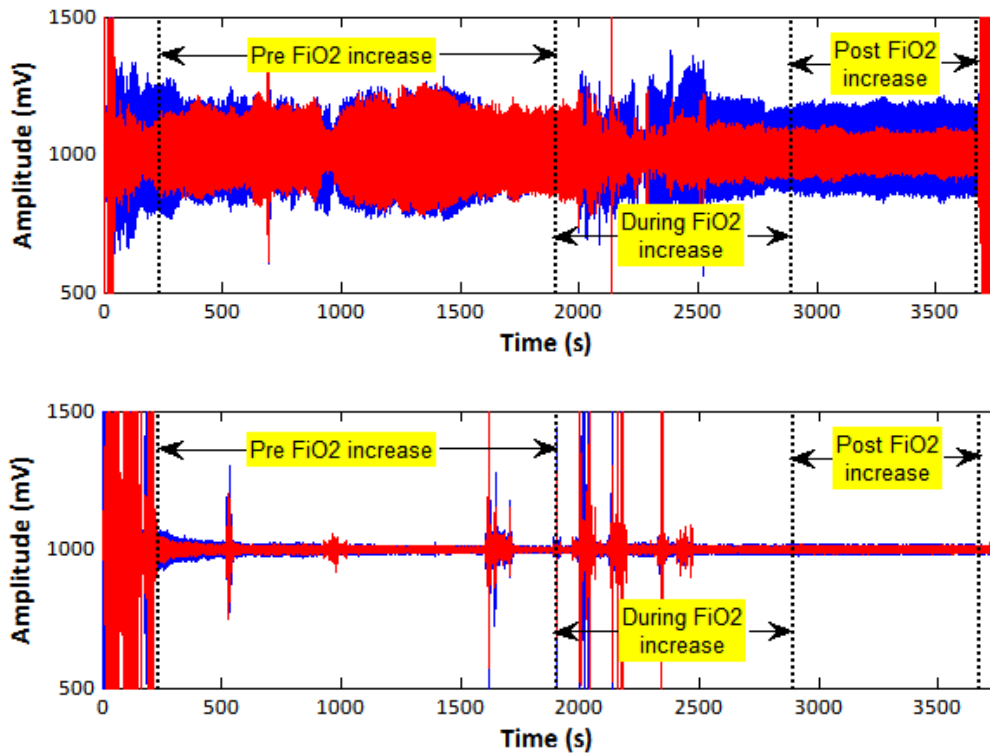 1500
Pre FiO2 increase
Post FiO2
increase
1000
Amplitude (mV)
During FiO2
increase
500
0 500 1000 1500 2000 2500 3000 3500
Time (s)
1500
Pre FiO2 increase
Post FiO2
increase
1000
Amplitude (mV)
During FiO2
increase
500
0 500 1000 1500 2000 2500 3000 3500
Time (s)